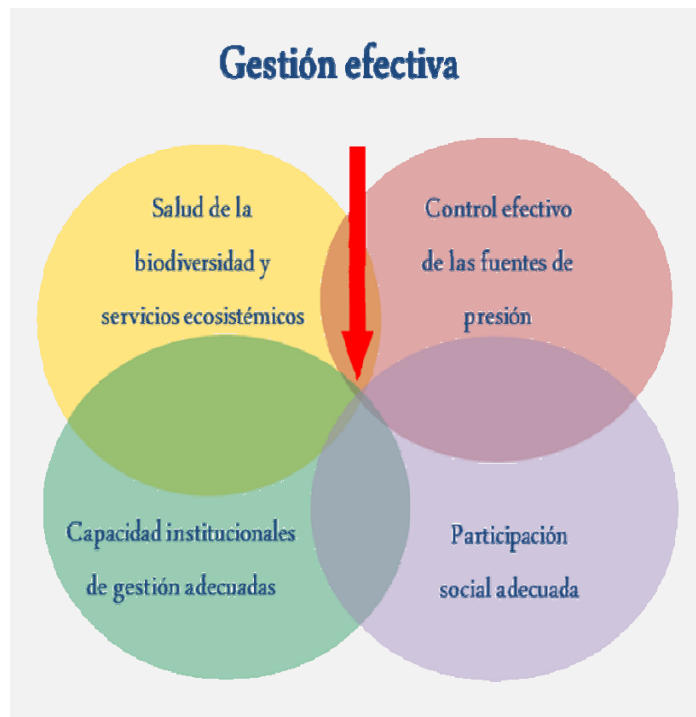 Gestión efectiva
Salud de la
biodiversidad y
servicios ecosistémicos
Control efectivo
de las fuentes de
presión
Capacidad institucionales
de gestión adecuadas
Participación
social adecuada